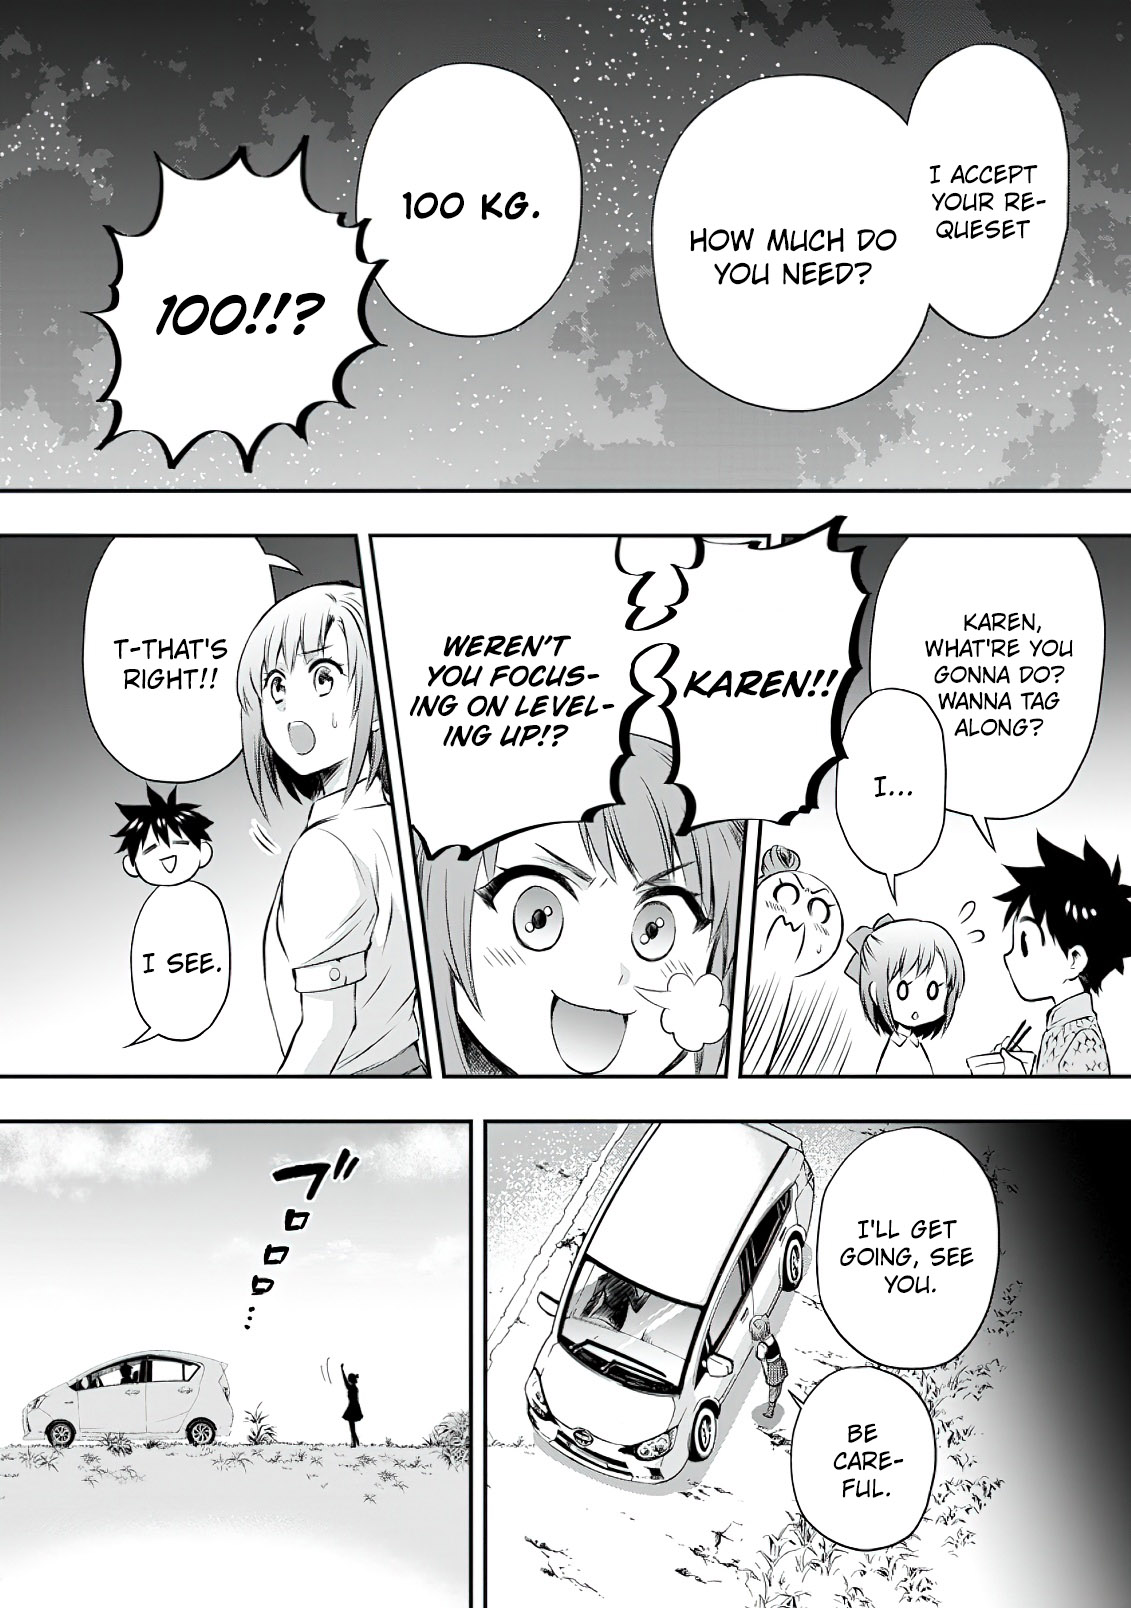 I ACCEPT
YOUR RE-
QUESET
HOW MUCH DO
YOU NEED?
100 KG.
100!!?
KAREN,
WHAT'RE YOU
GONNA DO?
WANNA TAG
ALONG?
I...
KAREN!!
WEREN'T
YOU FOCUS-
ING ON LEVEL-
ING UP!?
T-THAT'S
RIGHT!!
I SEE.
I'LL GET
GOING, SEE
YOU.
BE
CARE-
FUL.
ブロロロ...